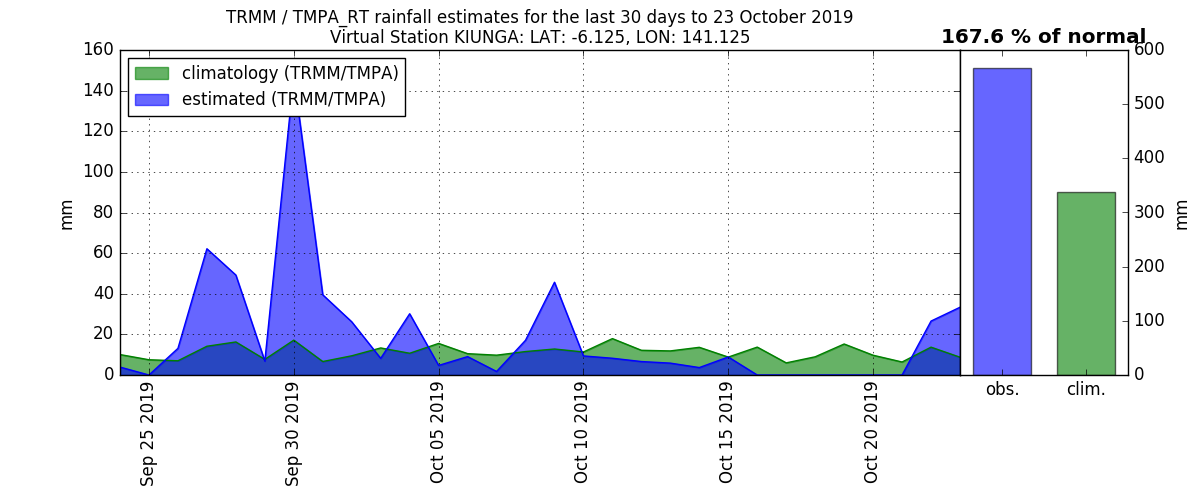 TRMM / TMPA_RT rainfall estimates for the last 30 days to 23 October 2019
Virtual Station KIUNGA: LAT: -6.125, LON: 141.125
167.6 % of normal
climatology (TRMM/TMPA)
estimated (TRMM/TMPA)
mm
160
140
120
100
80
60
40
20
0
Sep 25 2019
Sep 30 2019
Oct 05 2019
Oct 10 2019
Oct 15 2019
Oct 20 2019
obs.
clim.
600
500
400
300
200
100
0
mm